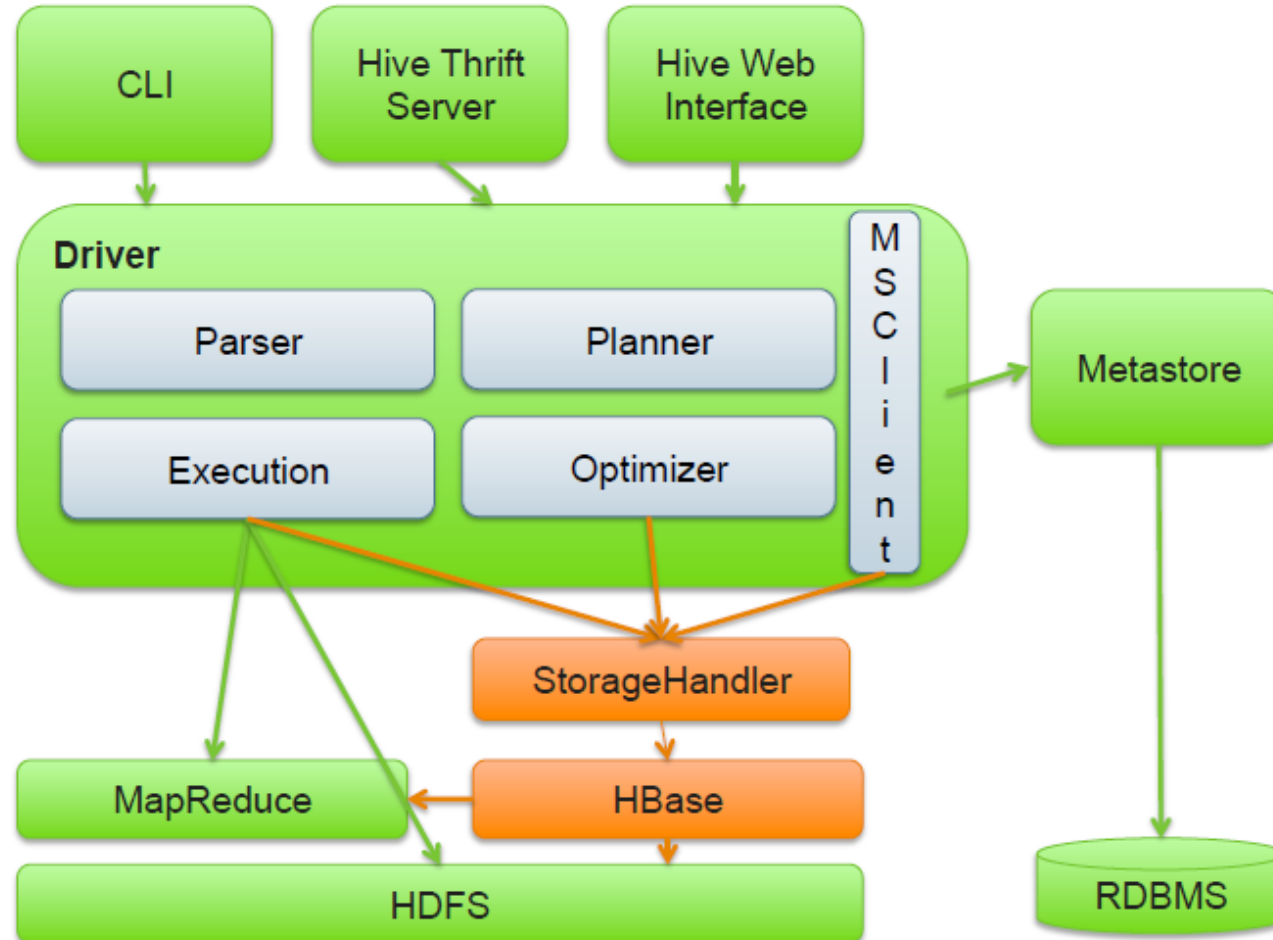 CLI
Hive Thrift
Server
Hive Web
Interface
Driver
Parser
Planner
Execution
Optimizer
M
S
C
l
i
e
n
t
Metastore
StorageHandler
MapReduce
HBase
HDFS
RDBMS